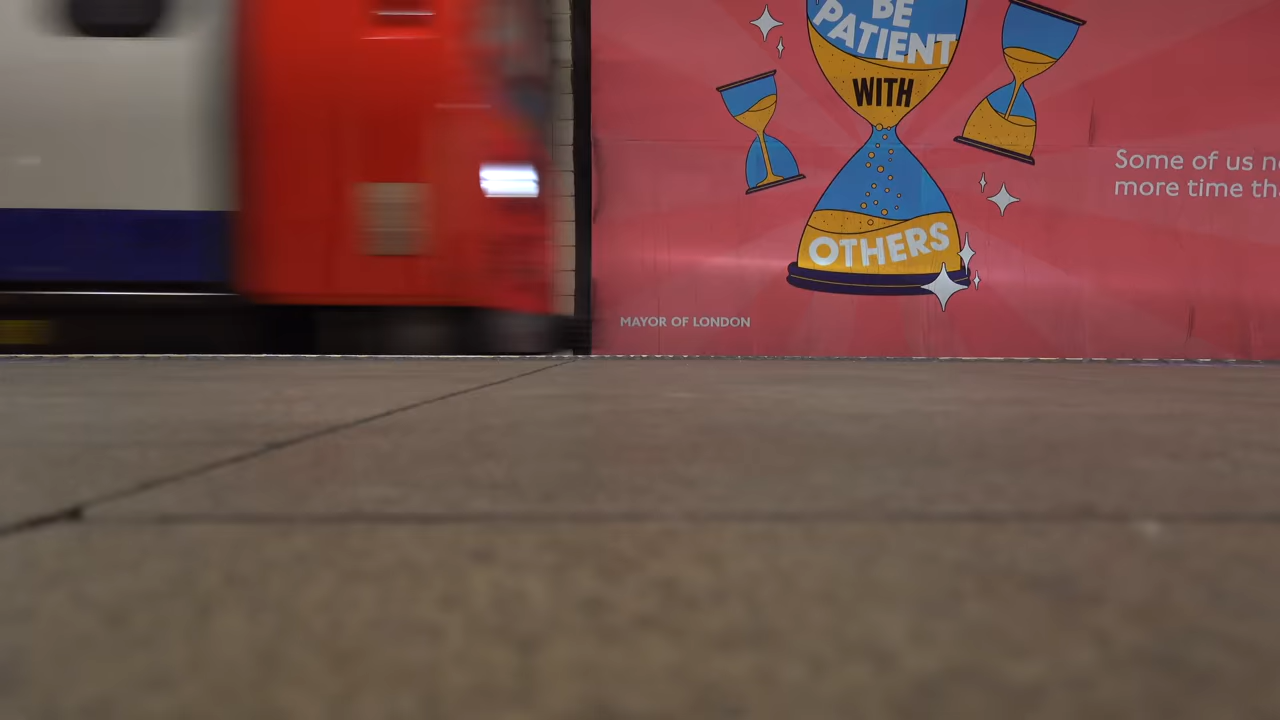 BE
PATIENT
WITH
OTHERS
Some of us
more time
MAYOR OF LONDON